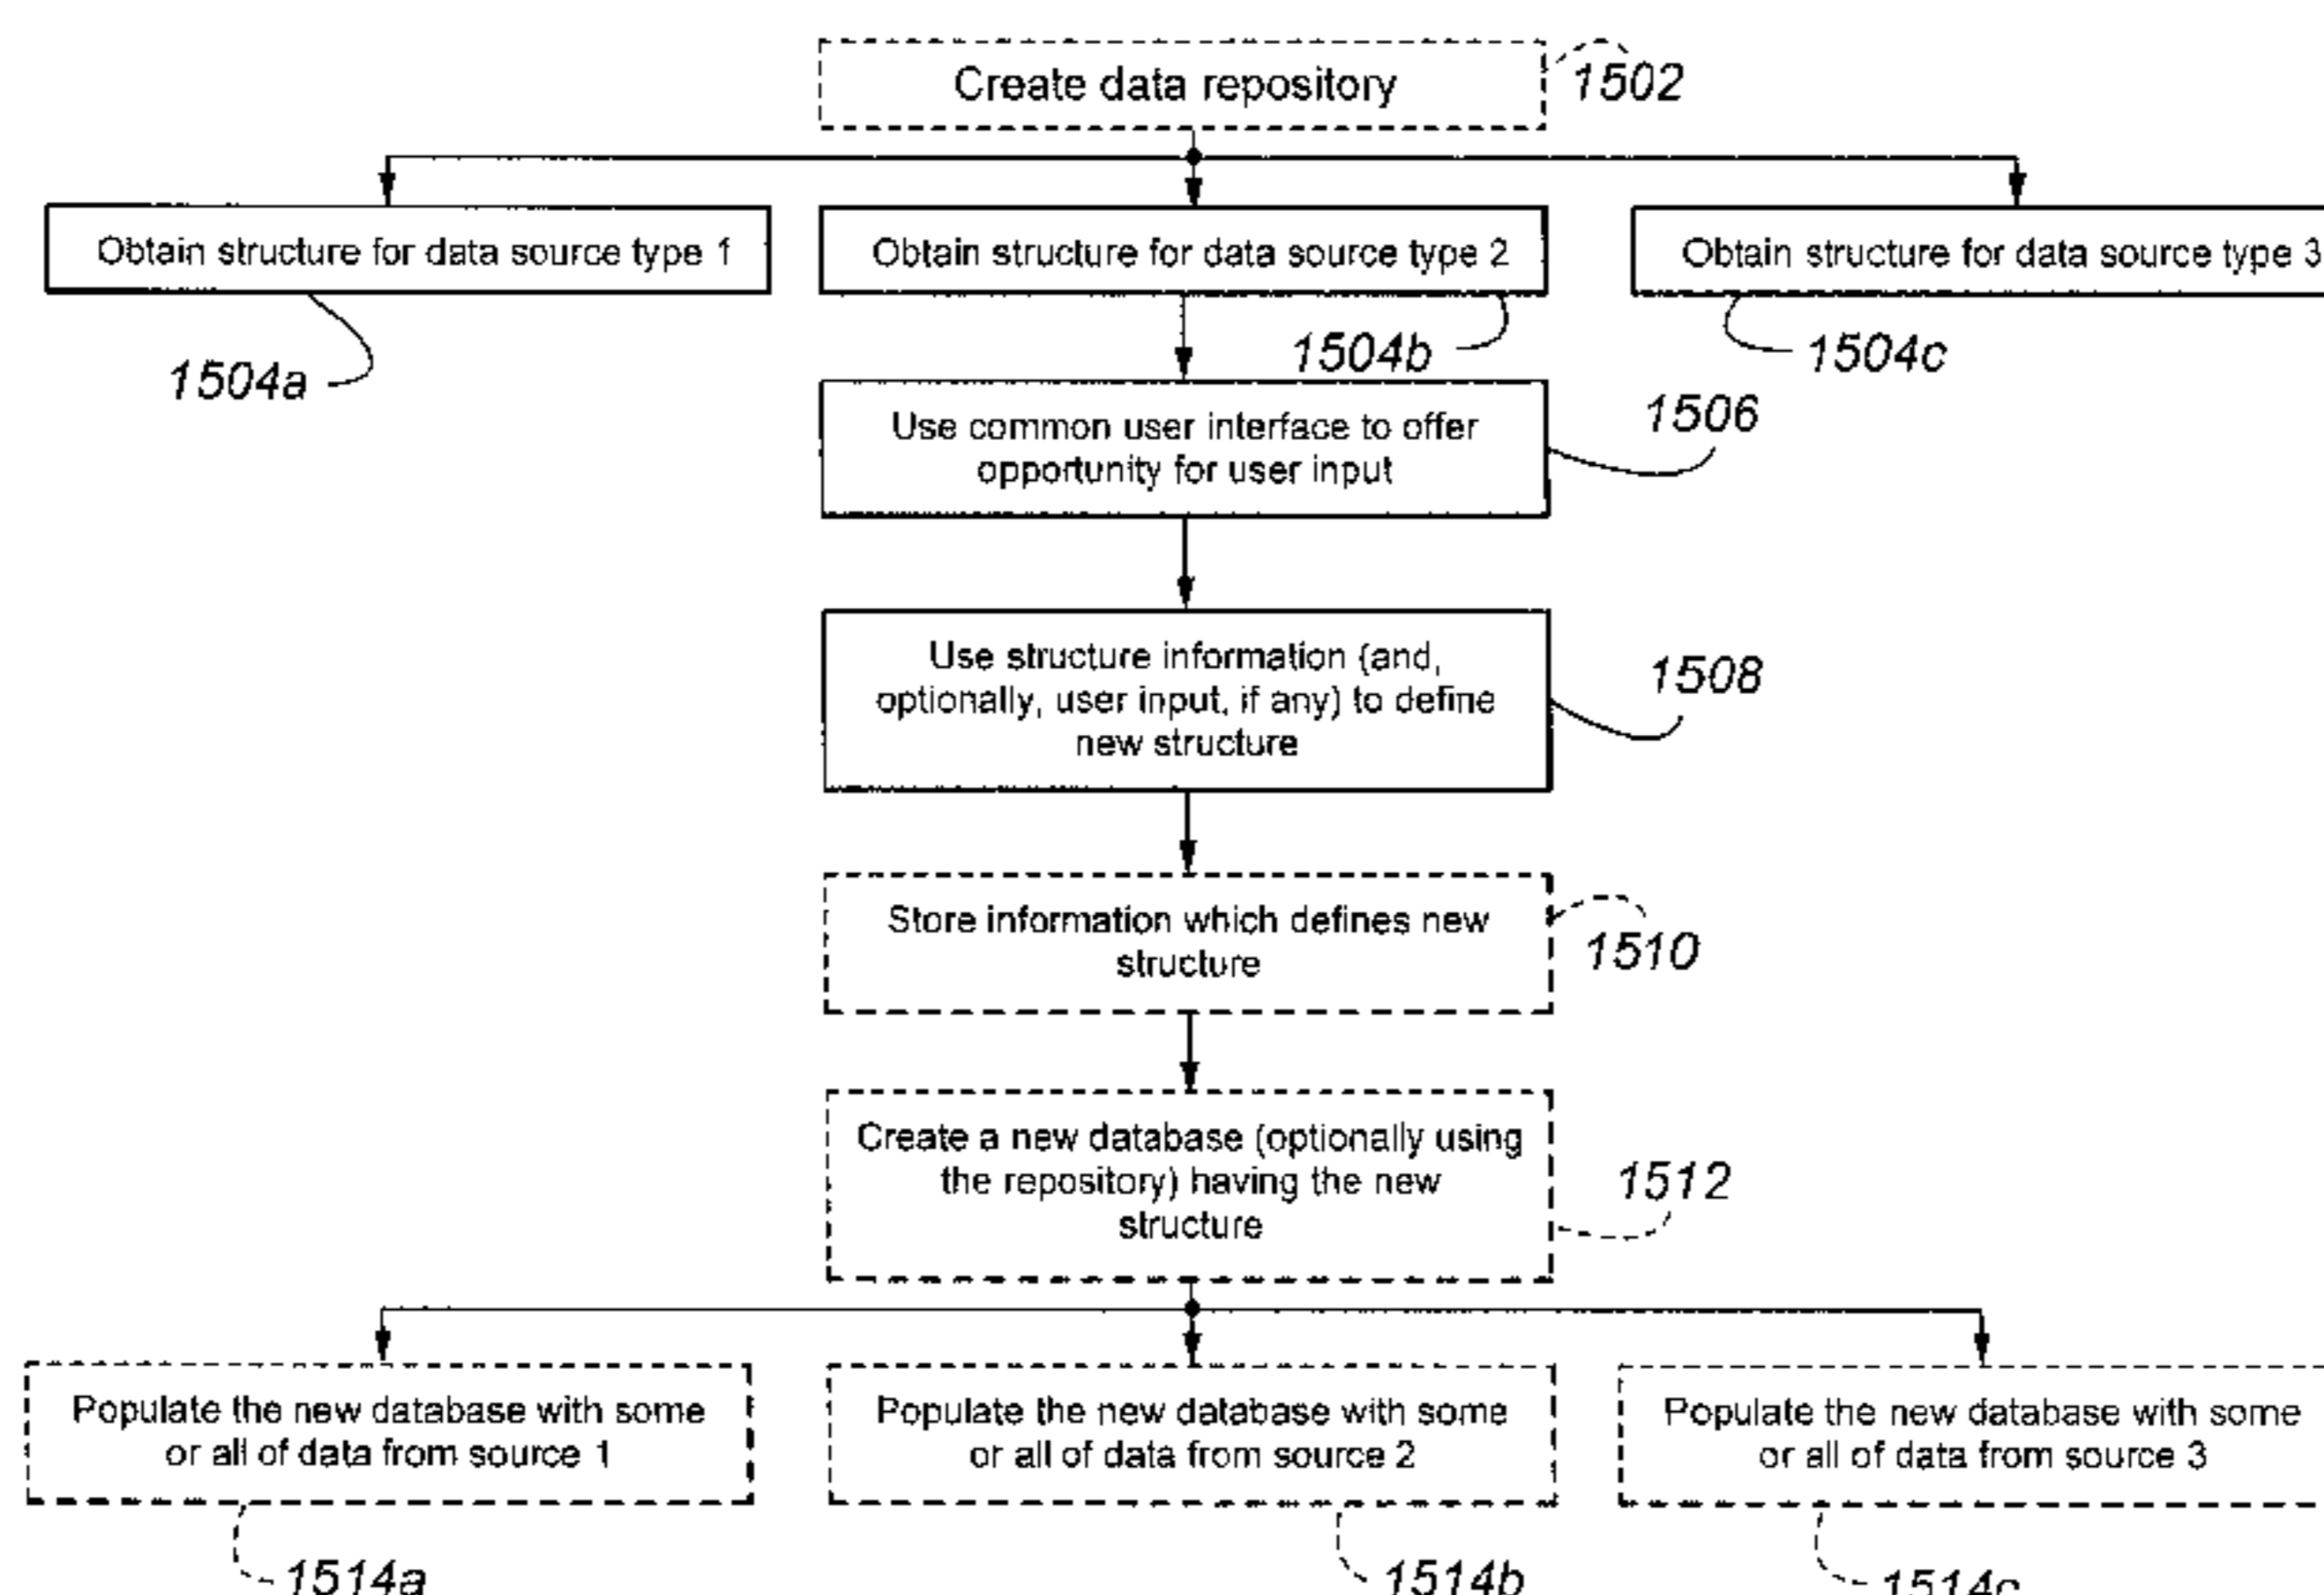 Create data repository
1502
Obtain structure for data source type 1
Obtain structure for data source type 2
Obtain structure for data source type 3
1504a
1504b
1504c
Use common user interface to offer
opportunity for user input
1506
Use structure information (and,
optionally, user input, if any) to define
new structure
1508
Store information which defines new
structure
1510
Create a new database (optionally using
the repository) having the new
structure
1512
Populate the new database with some
or all of data from source 1
Populate the new database with some
or all of data from source 2
Populate the new database with some
or all of data from source 3
1514a
1514b
1514c